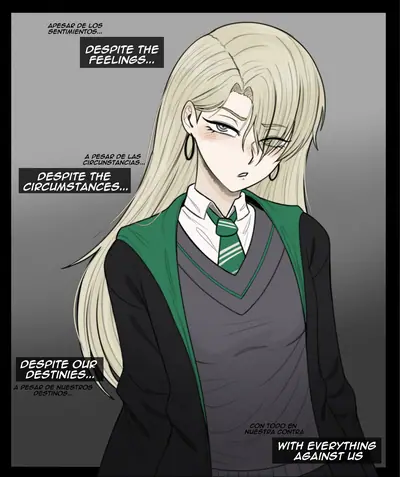 APESAR DE LOS
SENTIMIENTOS...
DESPITE THE
FEELINGS...
A PESAR DE LAS
CIRCUNSTANCIAS...
DESPITE THE
CIRCUMSTANCES...
DESPITE OUR
DESTINIES...
A PESAR DE NUESTROS
DESTINOS...
CON TODO EN
NUESTRA CONTRA
WITH EVERYTHING
AGAINST US